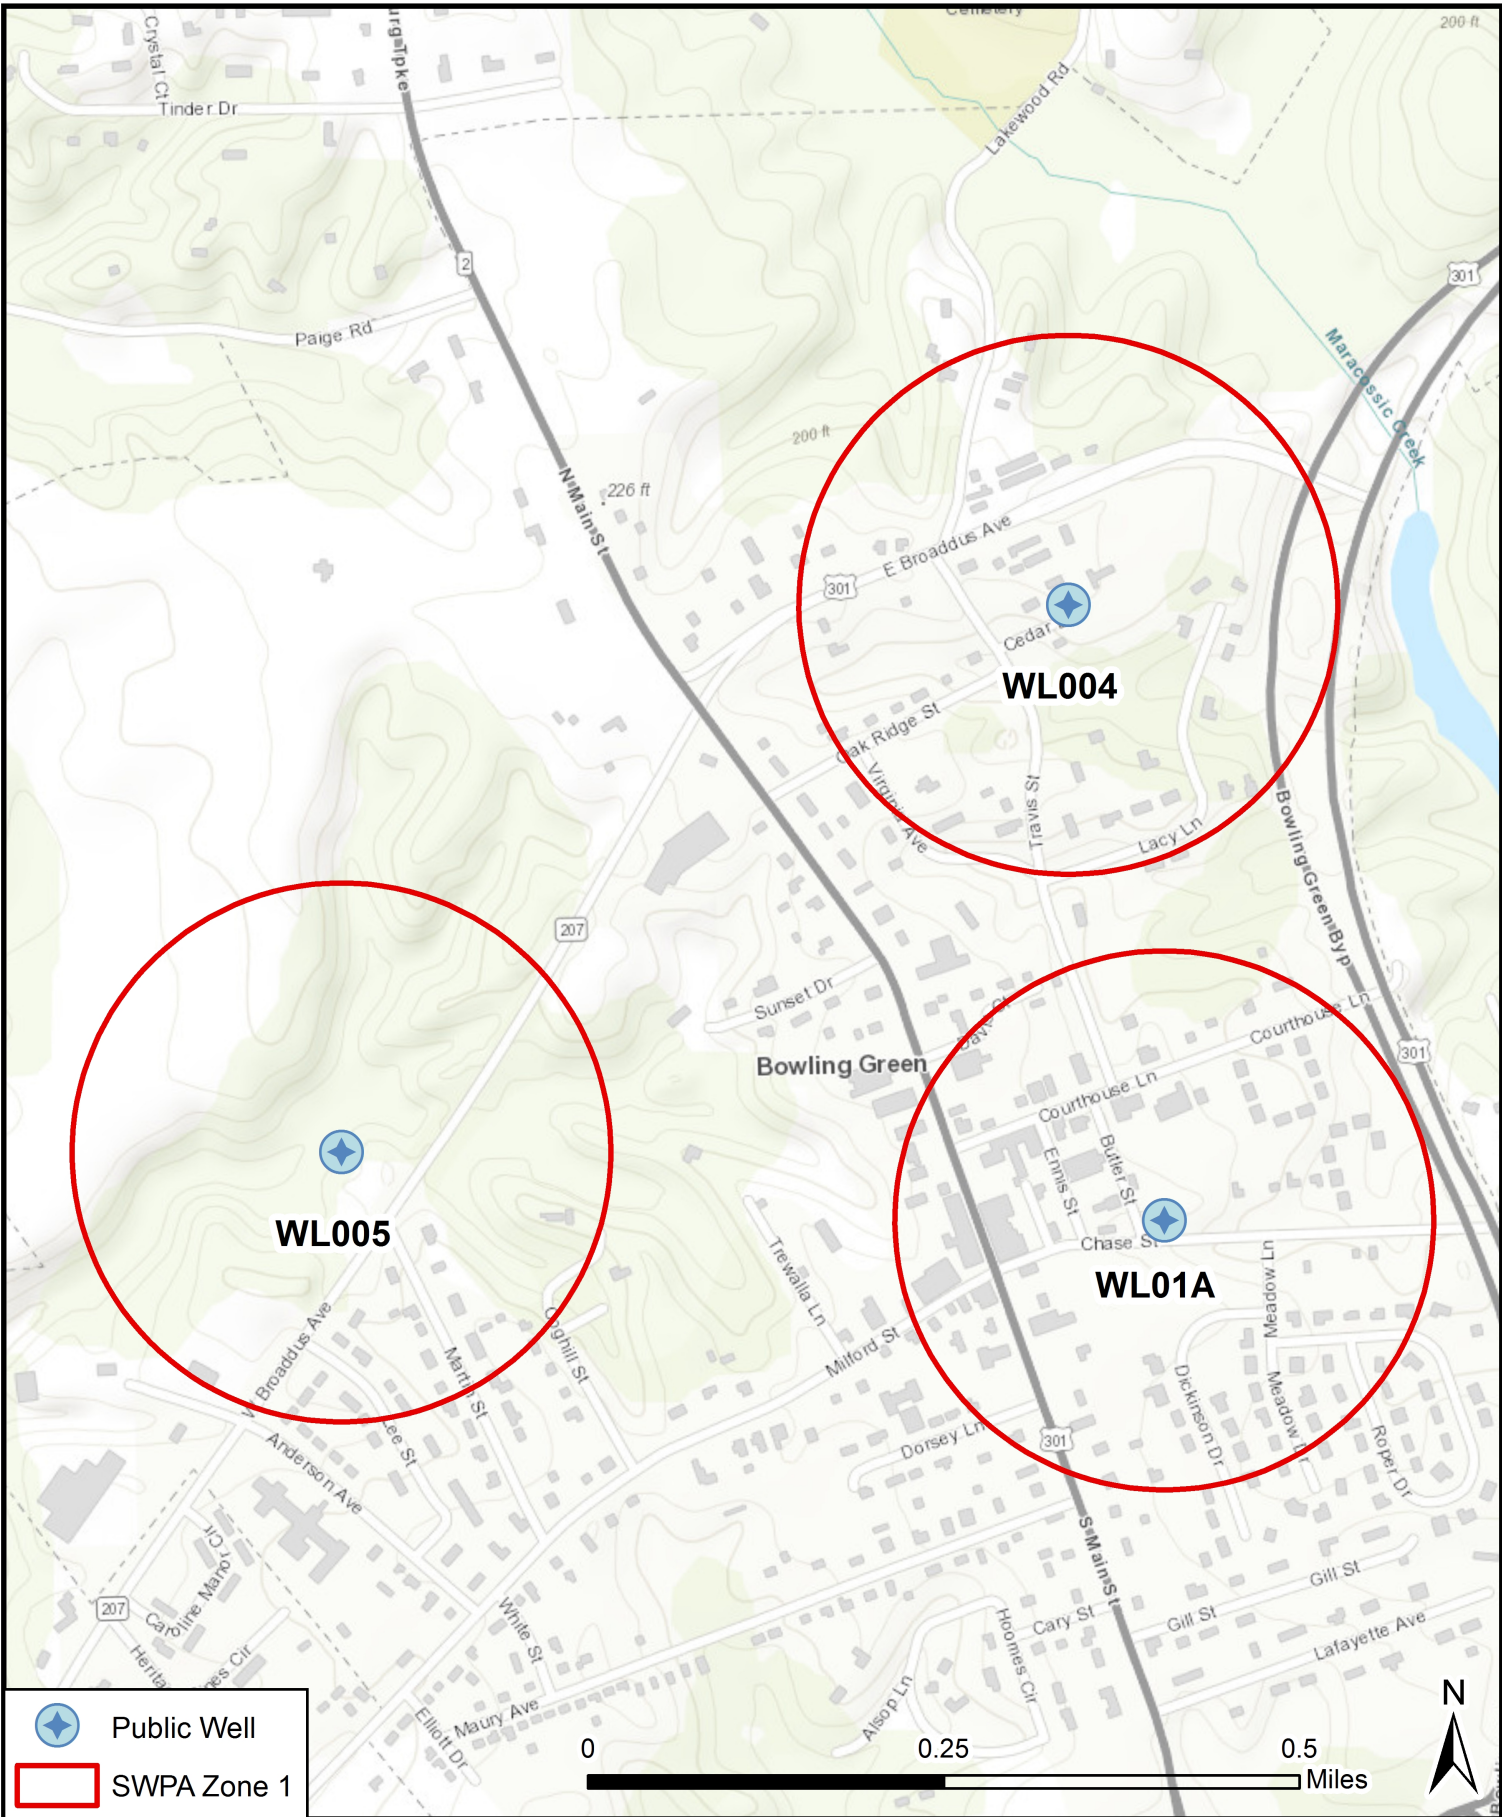 Cemetery
200 ft
Crystal Ct
Tinder Dr
Lakewood Rd
2
301
Paige Rd
Maracossic Creek
200 ft
N Main St
226 ft
E Broaddus Ave
301
Cedar
WL004
Oak Ridge St
Virginia Ave
Travis St
Lacy Ln
Bowling Green Byp
207
Sunset Dr
Courthouse Ln
301
Bowling Green
Courthouse Ln
Butler St
Ennis St
WL005
Chase St
WL01A
Trewalla Ln
Meadow Ln
Coghill St
Milford St
Martin St
Broaddus Ave
Dickinson Dr
Meadow Dr
Roper Dr
Lee St
Anderson Ave
Dorsey Ln
301
S Main St
Gill St
Gill St
Cary St
Lafayette Ave
Hoomes Cir
Alsop Ln
White St
Maury Ave
Elliott Dr
207
Caroline Manor Cir
nes Cir
N
Public Well
SWPA Zone 1
0 0.25 0.5
Miles